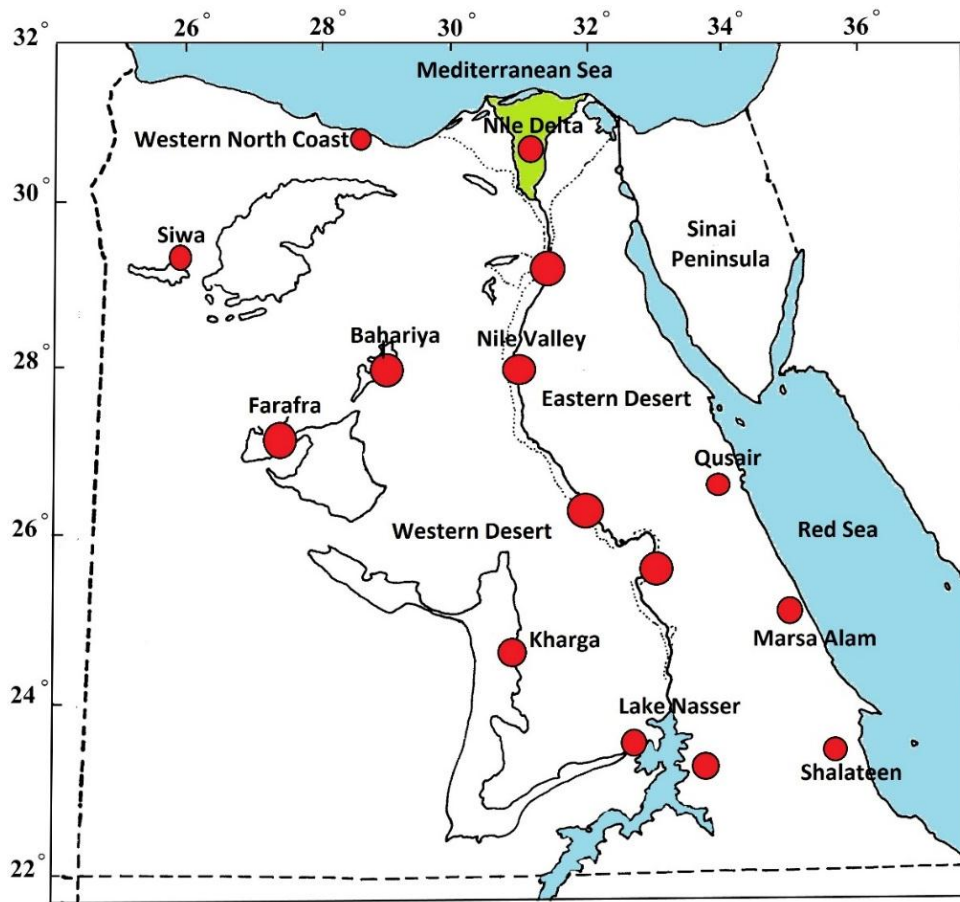 26° 28° 30 32° 34° 36°
32°
Mediterranean Sea
Western North Coast
Nile Delta
30°
Siwa
Sinai
Peninsula
Bahariya
Nile Valley
28°
Eastern Desert
Farafra
Qusair
Western Desert
Red Sea
26°
Kharga
Marsa Alam
24°
Lake Nasser
Shalateen
22°